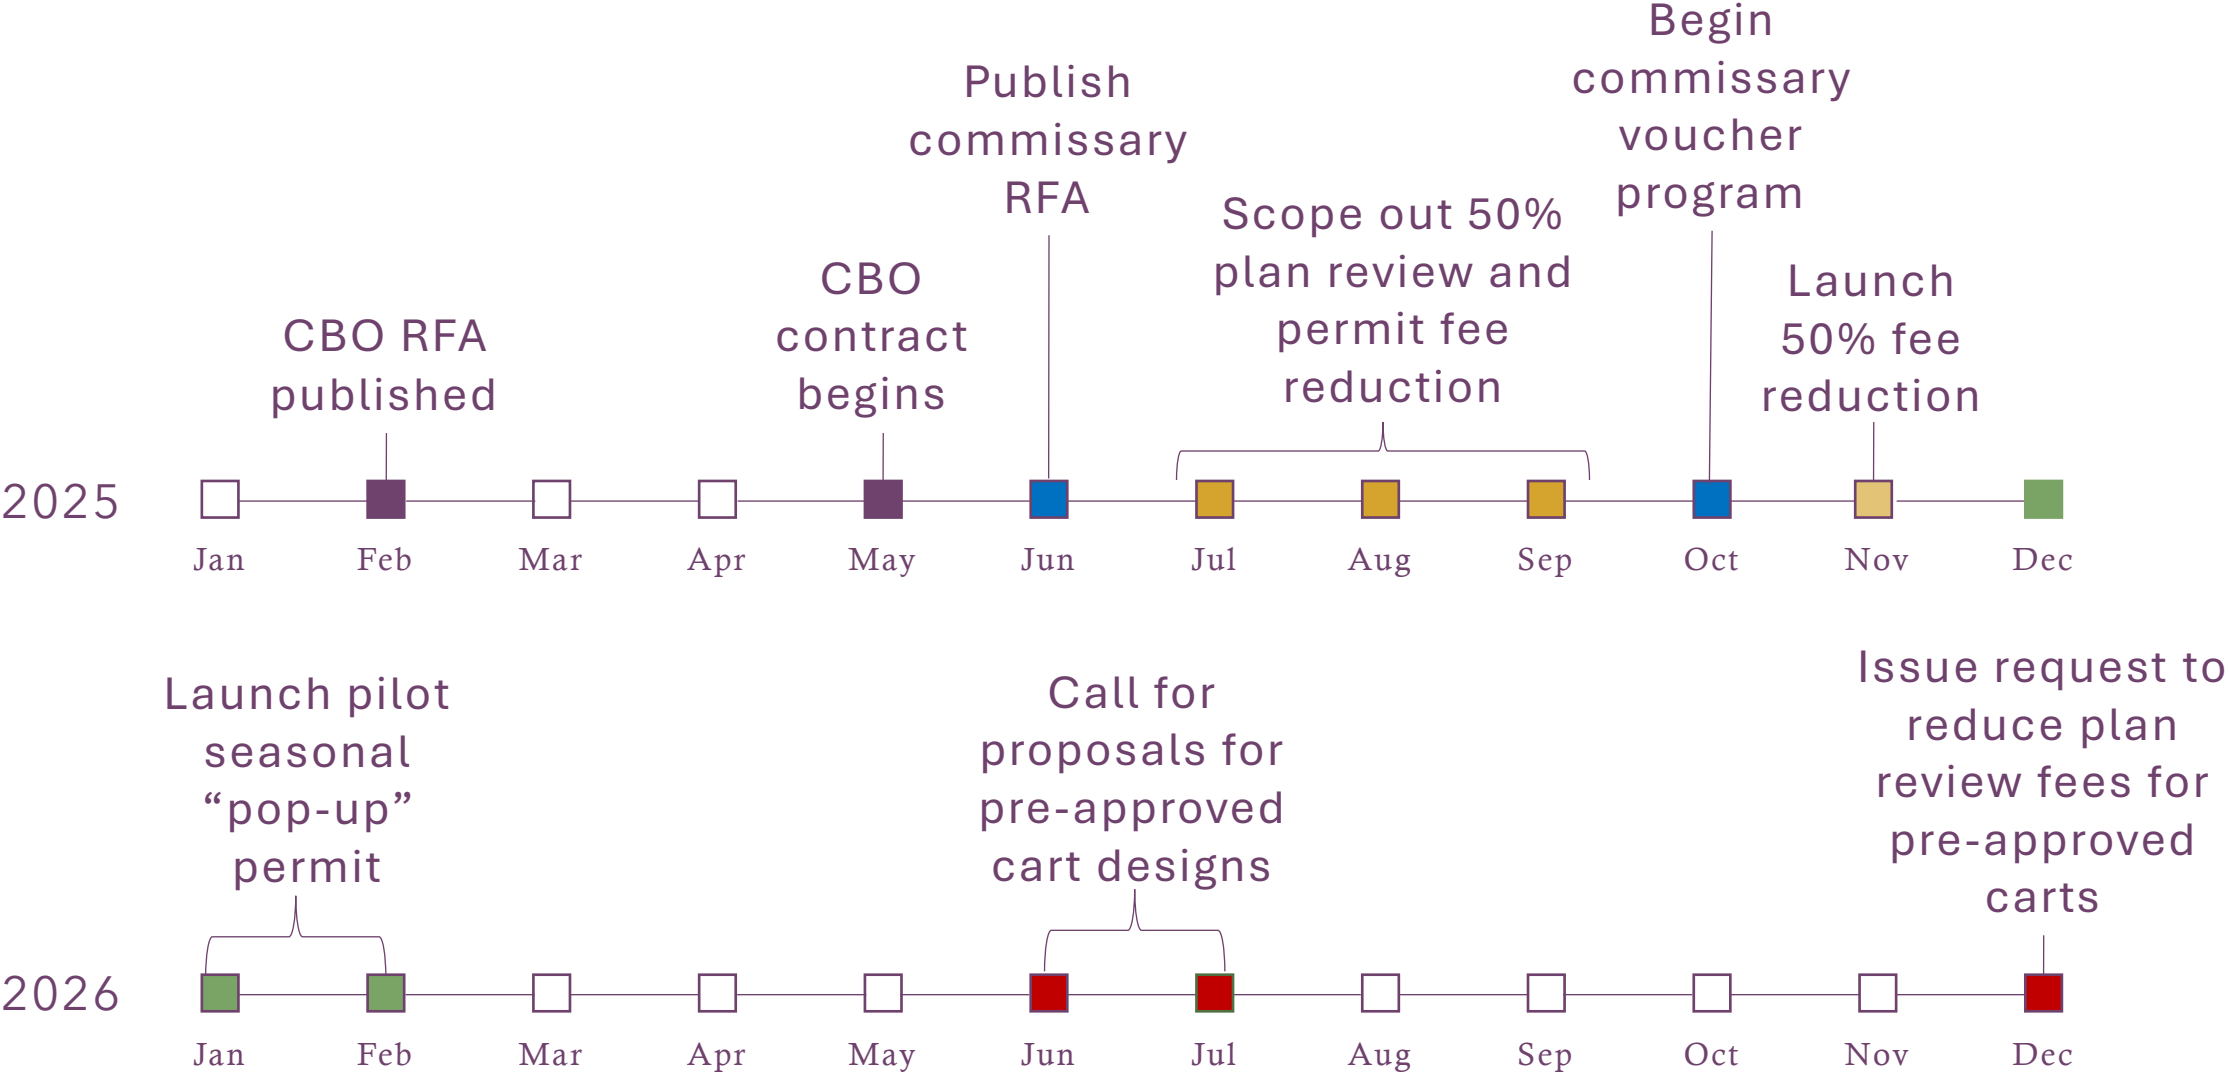 CBO RFA
published
CBO
contract
begins
Publish
commissary
RFA
Scope out 50%
plan review and
permit fee
reduction
Begin
commissary
voucher
program
Launch
50% fee
reduction
2025
Jan Feb Mar Apr May Jun Jul Aug Sep Oct Nov Dec
Launch pilot
seasonal
“pop-up”
permit
Call for
proposals for
pre-approved
cart designs
Issue request to
reduce plan
review fees for
pre-approved
carts
2026
Jan Feb Mar Apr May Jun Jul Aug Sep Oct Nov Dec